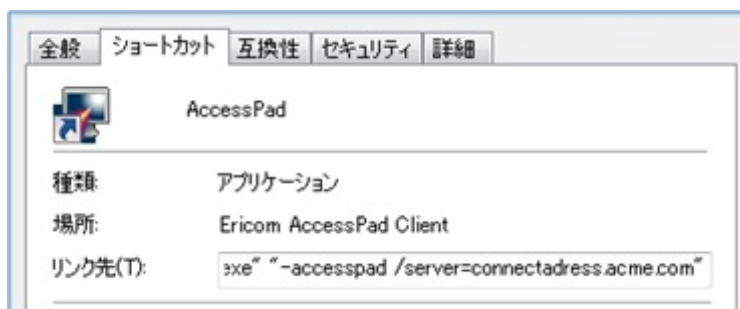 全般 ショートカット 互換性 セキュリティ 詳細
AccessPad
種類: アプリケーション
場所: Ericom AccessPad Client
リンク先(T): exe" "-accesspad /server=connectadress.acme.com"